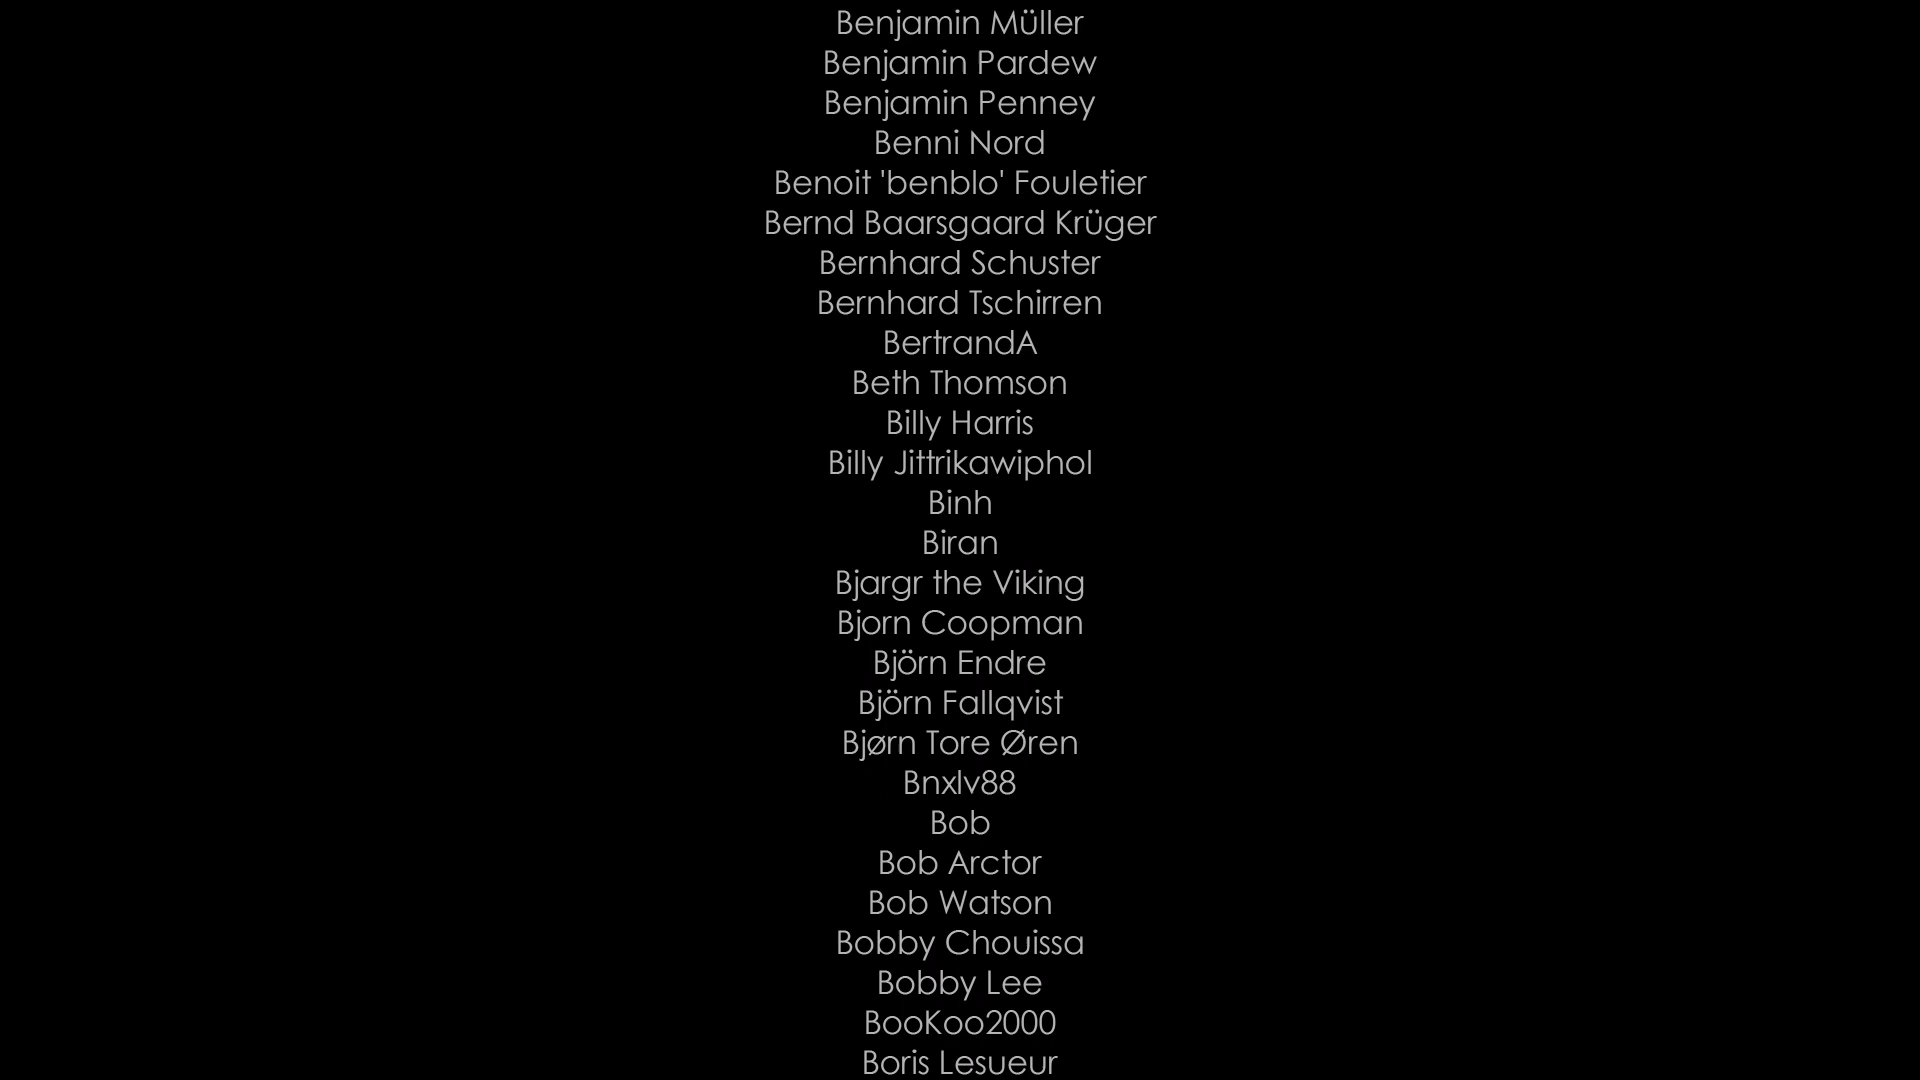 Benjamin Müller
Benjamin Pardew
Benjamin Penney
Benni Nord
Benoit 'benblo' Fouletier
Bernd Baarsgaard Krüger
Bernhard Schuster
Bernhard Tschirren
BertrandA
Beth Thomson
Billy Harris
Billy Jittrikawiphol
Binh
Biran
Bjargr the Viking
Bjorn Coopman
Björn Endre
Björn Fallqvist
Bjørn Tore Øren
Bnxlv88
Bob
Bob Arctor
Bob Watson
Bobby Chouissa
Bobby Lee
BooKoo2000
Boris Lesueur